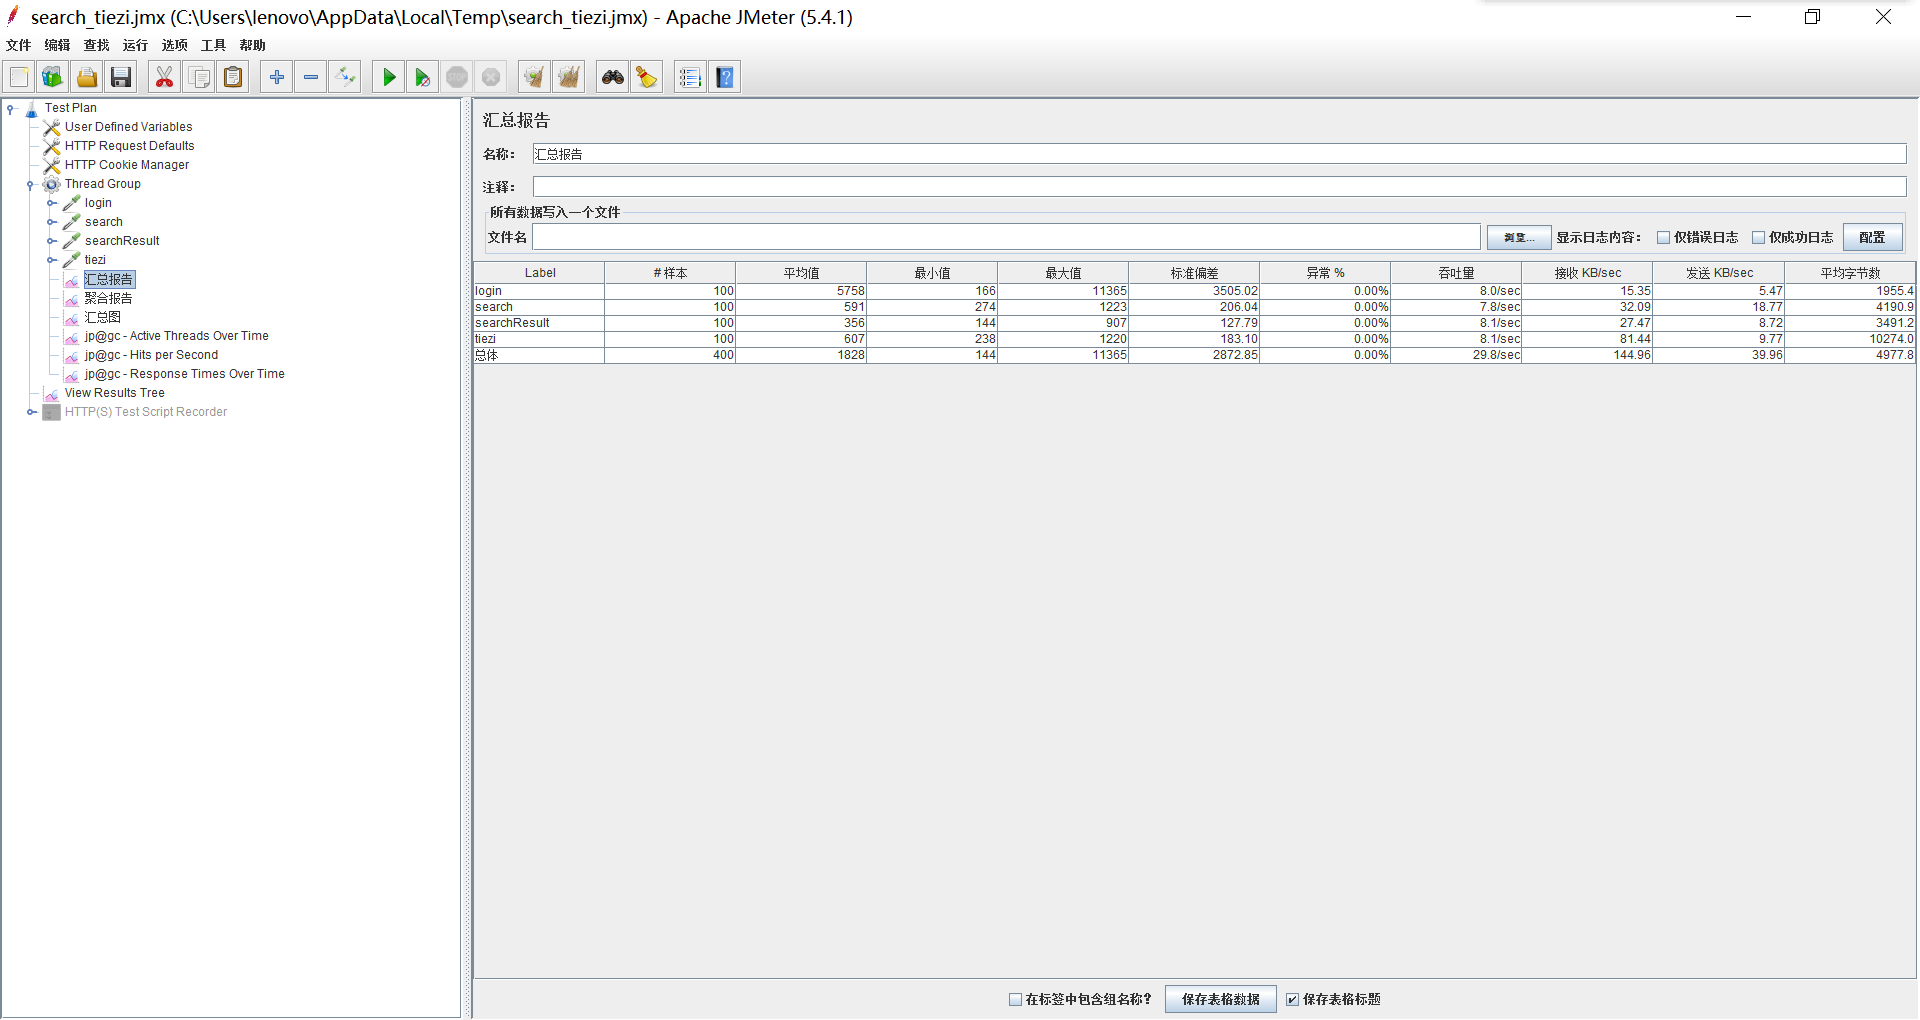 search_tiezi.jmx (C:\Users\lenovo\AppData\Local\Temp\search_tiezi.jmx) - Apache JMeter (5.4.1)
文件 编辑 查找 运行 选项 工具 帮助
Test Plan
User Defined Variables
HTTP Request Defaults
HTTP Cookie Manager
Thread Group
login
search
searchResult
tiezi
汇总报告
聚合报告
汇总图
jp@gc - Active Threads Over Time
jp@gc - Hits per Second
jp@gc - Response Times Over Time
View Results Tree
HTTP(S) Test Script Recorder
汇总报告
名称： 汇总报告
注释：
所有数据写入一个文件
文件名 浏览... 显示日志内容： 仅错误日志 仅成功日志 配置
Label # 样本 平均值 最小值 最大值 标准偏差 异常 % 吞吐量 接收 KB/sec 发送 KB/sec 平均字节数
login 100 5758 166 11365 3505.02 0.00% 8.0/sec 15.35 5.47 1955.4
search 100 591 274 1223 206.04 0.00% 7.8/sec 32.09 18.77 4190.9
searchResult 100 356 144 907 127.79 0.00% 8.1/sec 27.47 8.72 3491.2
tiezi 100 607 238 1220 183.10 0.00% 8.1/sec 81.44 9.77 10274.0
总体 400 1828 144 11365 2872.85 0.00% 29.8/sec 144.96 39.96 4977.8
在标签中包含组名称？ 保存表格数据 保存表格标题